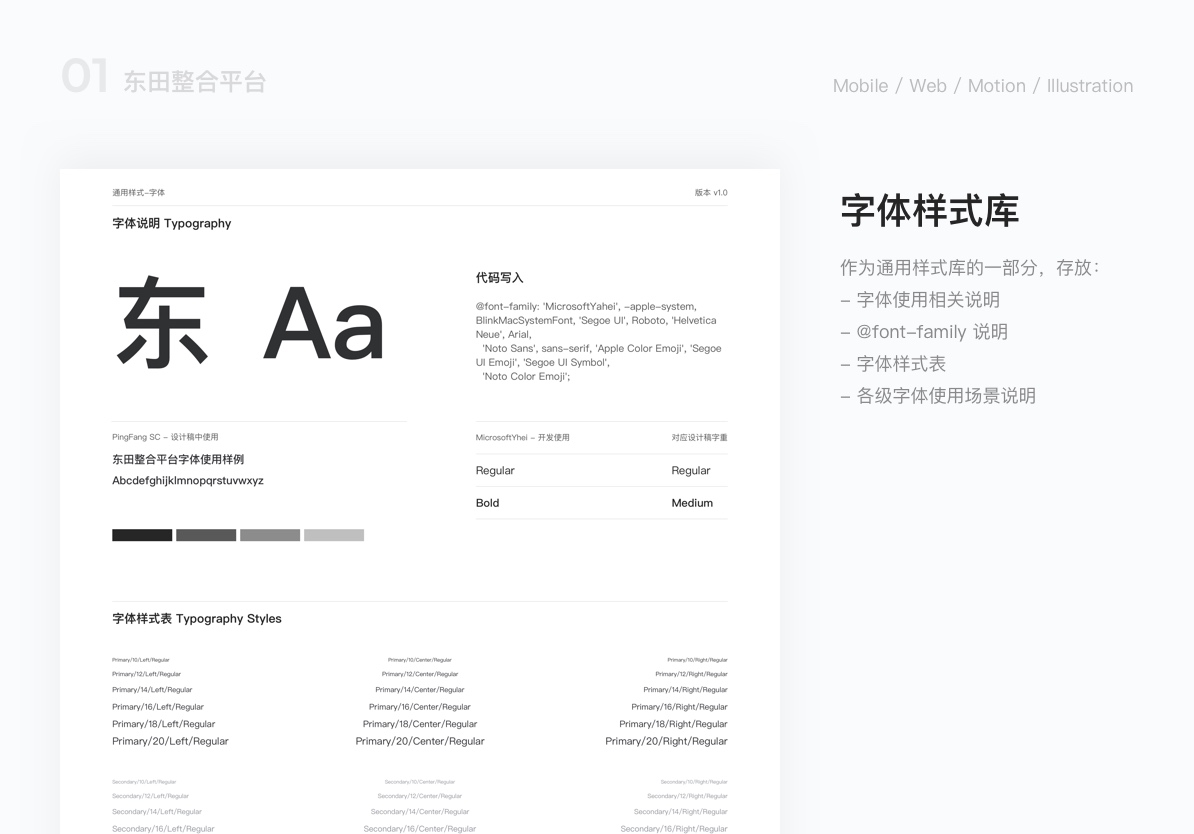 01 东田整合平台
Mobile / Web / Motion / Illustration
通用样式-字体
版本 v1.0
字体说明 Typography
东 Aa
代码写入
@font-family: 'MicrosoftYahei', -apple-system,
BlinkMacSystemFont, 'Segoe UI', Roboto, 'Helvetica
Neue', Arial,
'Noto Sans', sans-serif, 'Apple Color Emoji', 'Segoe
UI Emoji', 'Segoe UI Symbol',
'Noto Color Emoji';
PingFang SC - 设计稿中使用
东田整合平台字体使用样例
Abcdefghijklmnopqrstuvwxyz
MicrosoftYhei - 开发使用
对应设计稿字重
Regular
Regular
Bold
Medium
字体样式表 Typography Styles
Primary/10/Left/Regular
Primary/10/Center/Regular
Primary/10/Right/Regular
Primary/12/Left/Regular
Primary/12/Center/Regular
Primary/12/Right/Regular
Primary/14/Left/Regular
Primary/14/Center/Regular
Primary/14/Right/Regular
Primary/16/Left/Regular
Primary/16/Center/Regular
Primary/16/Right/Regular
Primary/18/Left/Regular
Primary/18/Center/Regular
Primary/18/Right/Regular
Primary/20/Left/Regular
Primary/20/Center/Regular
Primary/20/Right/Regular
Secondary/10/Left/Regular
Secondary/10/Center/Regular
Secondary/10/Right/Regular
Secondary/12/Left/Regular
Secondary/12/Center/Regular
Secondary/12/Right/Regular
Secondary/14/Left/Regular
Secondary/14/Center/Regular
Secondary/14/Right/Regular
Secondary/16/Left/Regular
Secondary/16/Center/Regular
Secondary/16/Right/Regular
字体样式库
作为通用样式库的一部分，存放：
- 字体使用相关说明
- @font-family 说明
- 字体样式表
- 各级字体使用场景说明